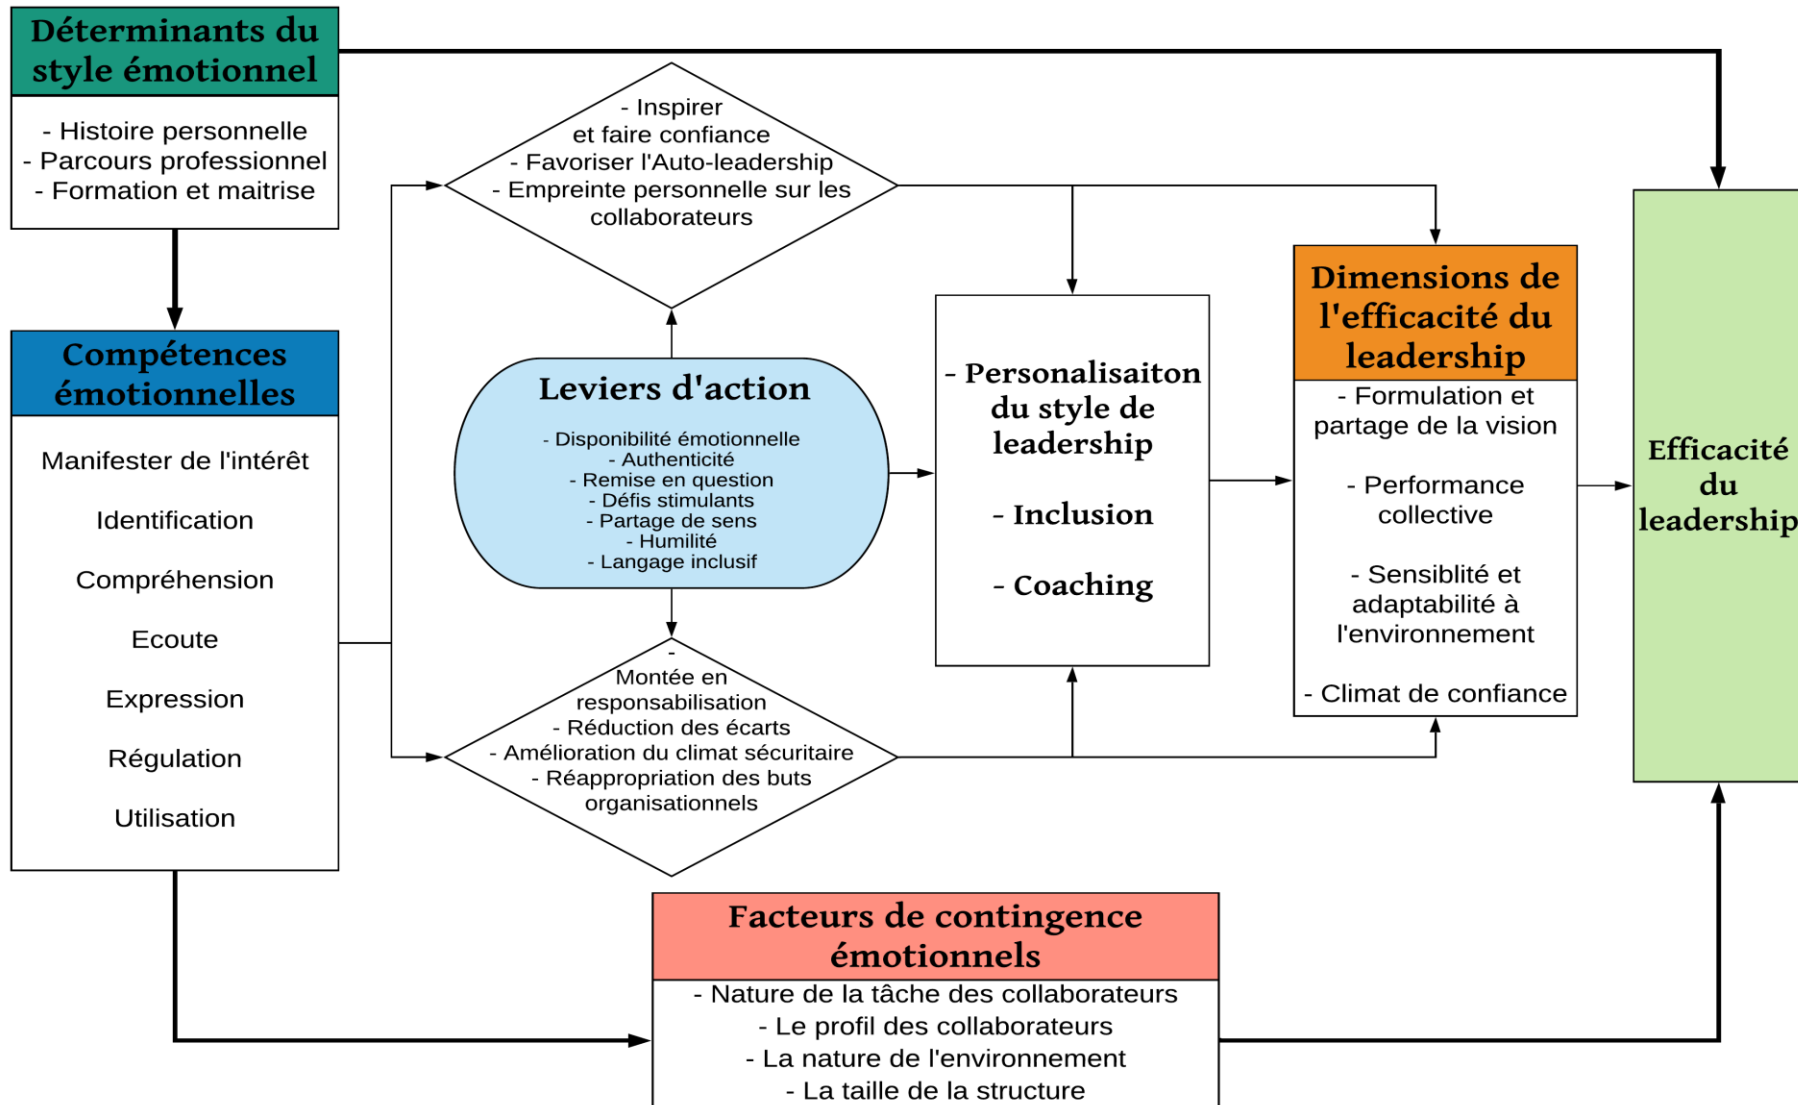 Déterminants du
style émotionnel
- Histoire personnelle
- Parcours professionnel
- Formation et maitrise
Compétences
émotionnelles
Manifester de l'intérêt
Identification
Compréhension
Ecoute
Expression
Régulation
Utilisation
- Inspirer
et faire confiance
- Favoriser l'Auto-leadership
- Empreinte personnelle sur les
collaborateurs
Leviers d'action
- Disponibilité émotionnelle
- Authenticité
- Remise en question
- Défis stimulants
- Partage de sens
- Humilité
- Langage inclusif
-
Montée en
responsabilisation
- Réduction des écarts
- Amélioration du climat sécuritaire
- Réappropriation des buts
organisationnels
- Personalisaiton
du style de
leadership
- Inclusion
- Coaching
Dimensions de
l'efficacité du
leadership
- Formulation et
partage de la vision
- Performance
collective
- Sensiblité et
adaptabilité à
l'environnement
- Climat de confiance
Efficacité
du
leadership
Facteurs de contingence
émotionnels
- Nature de la tâche des collaborateurs
- Le profil des collaborateurs
- La nature de l'environnement
- La taille de la structure